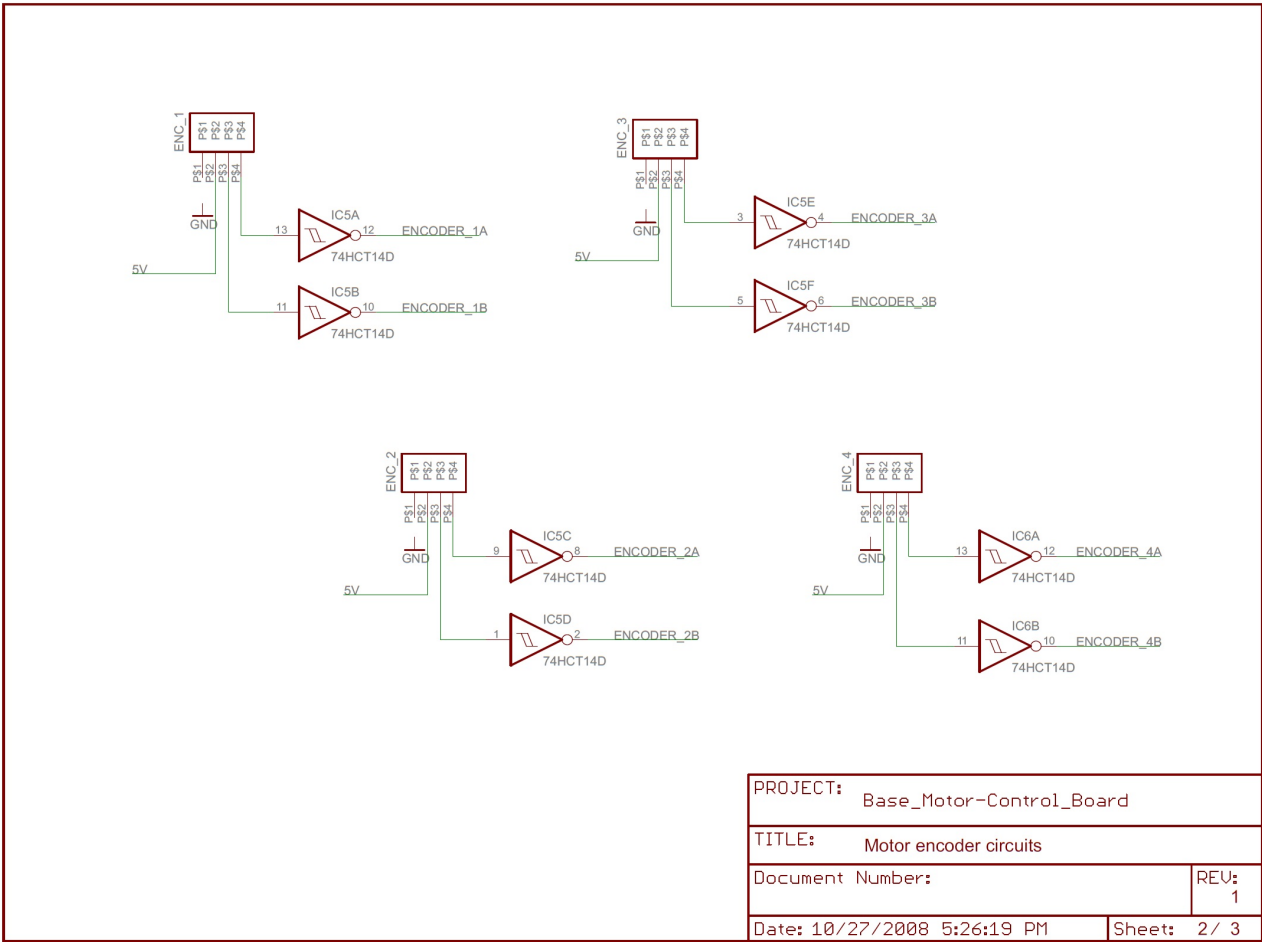 ENC_1
P$1
P$2
P$3
P$4
P$1
P$2
P$3
P$4
GND
5V
13
IC5A
12
ENCODER_1A
74HCT14D
11
IC5B
10
ENCODER_1B
74HCT14D
ENC_3
P$1
P$2
P$3
P$4
P$1
P$2
P$3
P$4
GND
5V
3
IC5E
4
ENCODER_3A
74HCT14D
5
IC5F
6
ENCODER_3B
74HCT14D
ENC_2
P$1
P$2
P$3
P$4
P$1
P$2
P$3
P$4
GND
5V
9
IC5C
8
ENCODER_2A
74HCT14D
1
IC5D
2
ENCODER_2B
74HCT14D
ENC_4
P$1
P$2
P$3
P$4
P$1
P$2
P$3
P$4
GND
5V
13
IC6A
12
ENCODER_4A
74HCT14D
11
IC6B
10
ENCODER_4B
74HCT14D
PROJECT: Base_Motor-Control_Board
TITLE: Motor encoder circuits
Document Number:
REV:
1
Date: 10/27/2008 5:26:19 PM
Sheet: 2/ 3